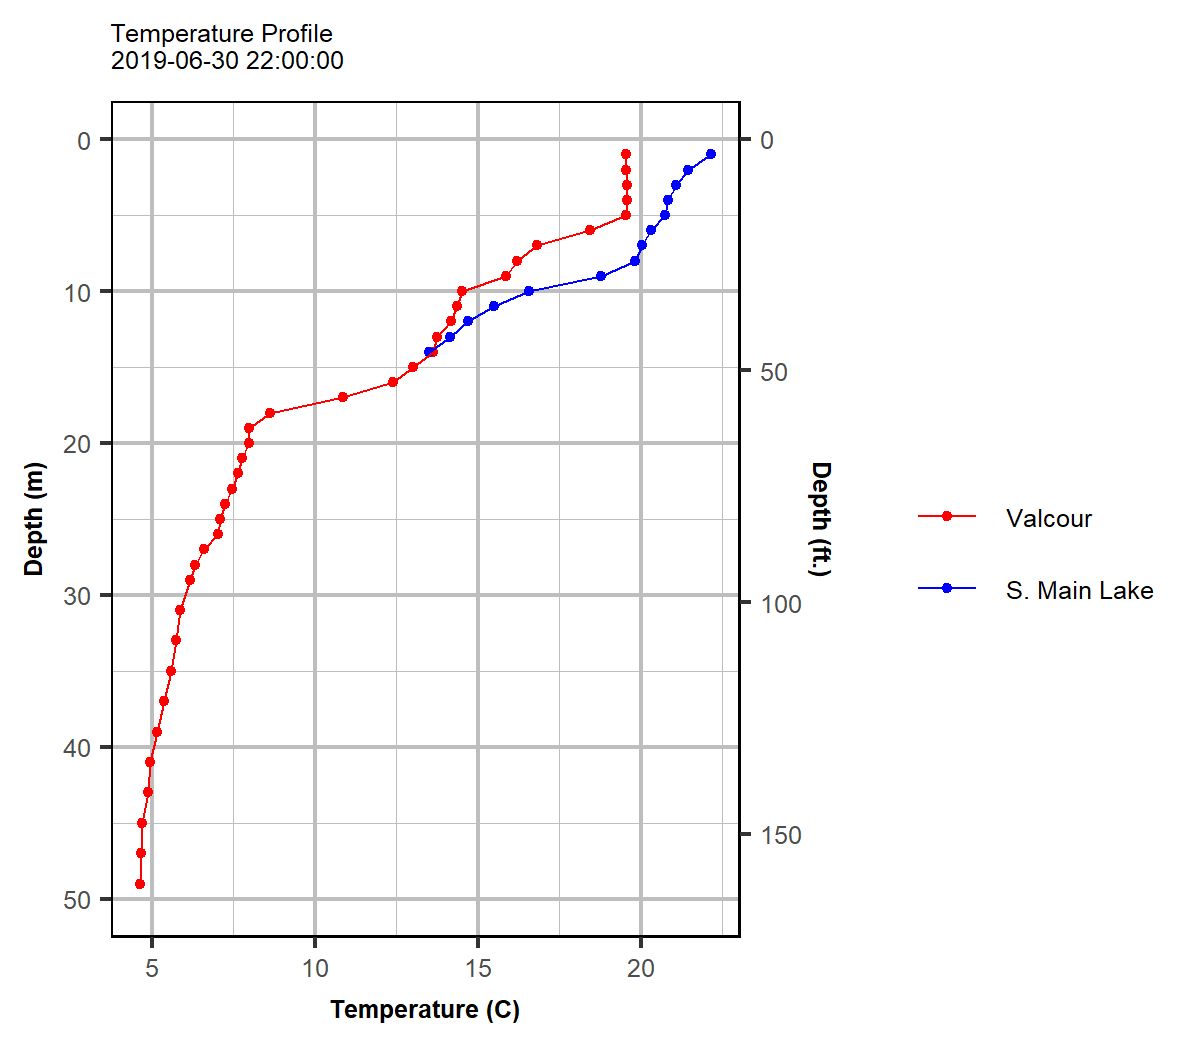 Temperature Profile
2019-06-30 22:00:00
0
10
20
30
40
50
Depth (m)
0
50
100
150
Depth (ft.)
5 10 15 20
Temperature (C)
Valcour
S. Main Lake